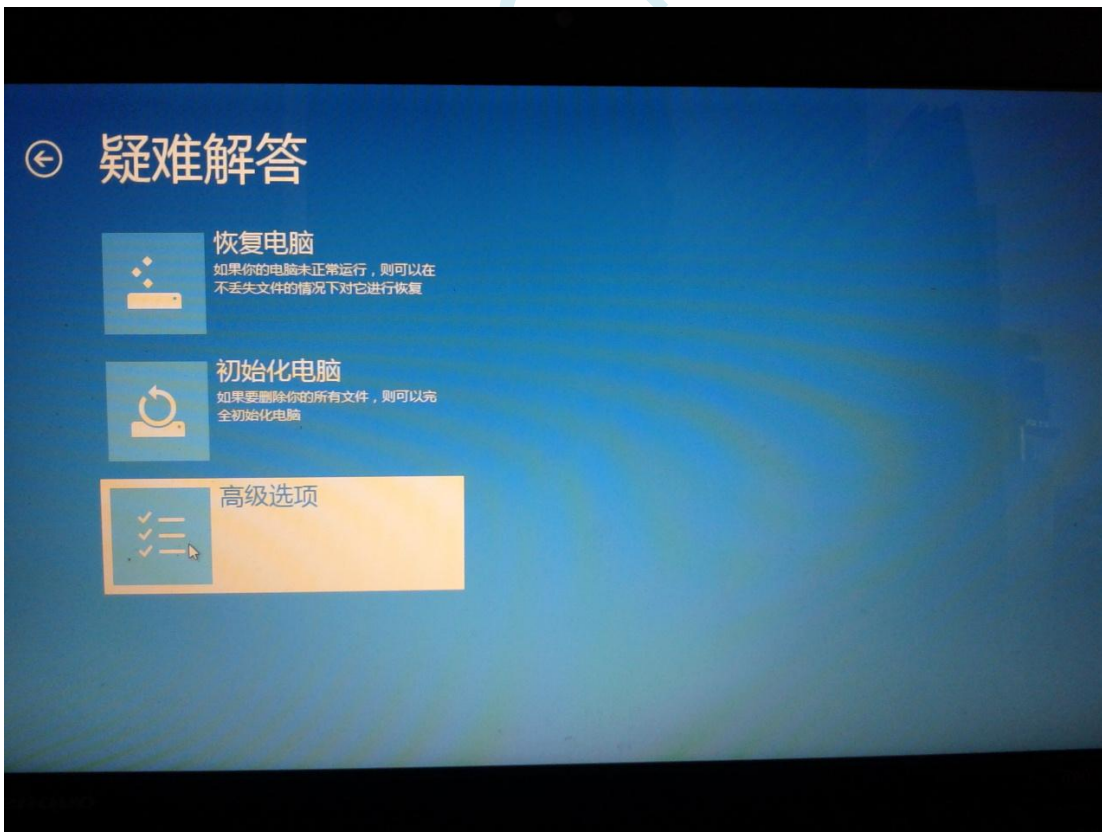 疑难解答
恢复电脑
如果你的电脑未正常运行，则可以在
不丢失文件的情况下对它进行恢复
初始化电脑
如果要删除你的所有文件，则可以完
全初始化电脑
高级选项